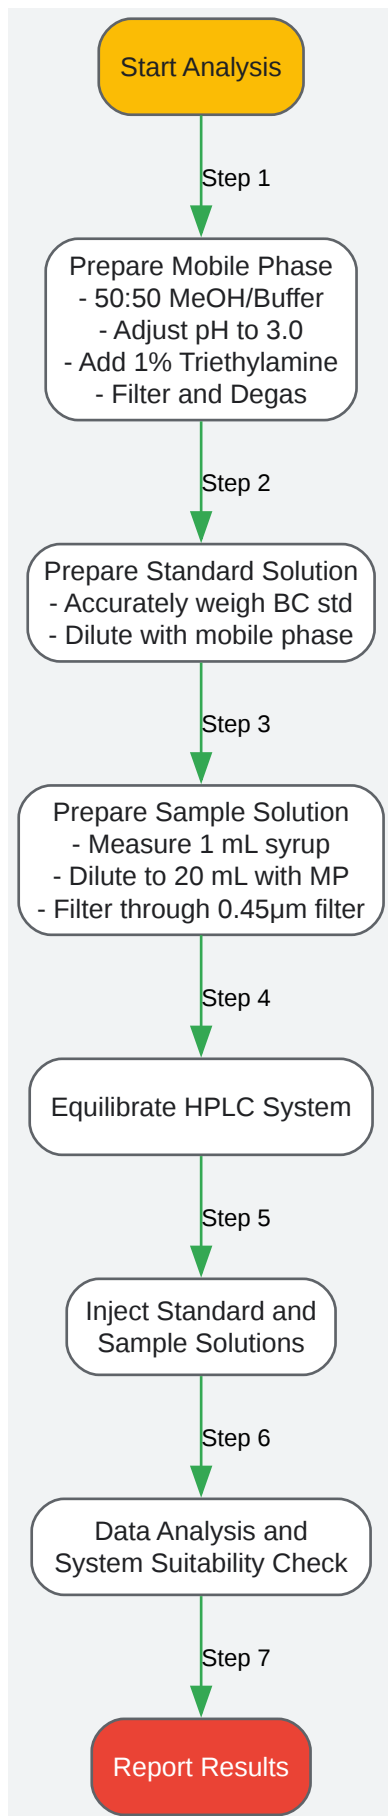 Start Analysis
Step 1
Prepare Mobile Phase
- 50:50 MeOH/Buffer
- Adjust pH to 3.0
- Add 1% Triethylamine
- Filter and Degas
Step 2
Prepare Standard Solution
- Accurately weigh BC std
- Dilute with mobile phase
Step 3
Prepare Sample Solution
- Measure 1 mL syrup
- Dilute to 20 mL with MP
- Filter through 0.45µm filter
Step 4
Equilibrate HPLC System
Step 5
Inject Standard and
Sample Solutions
Step 6
Data Analysis and
System Suitability Check
Step 7
Report Results